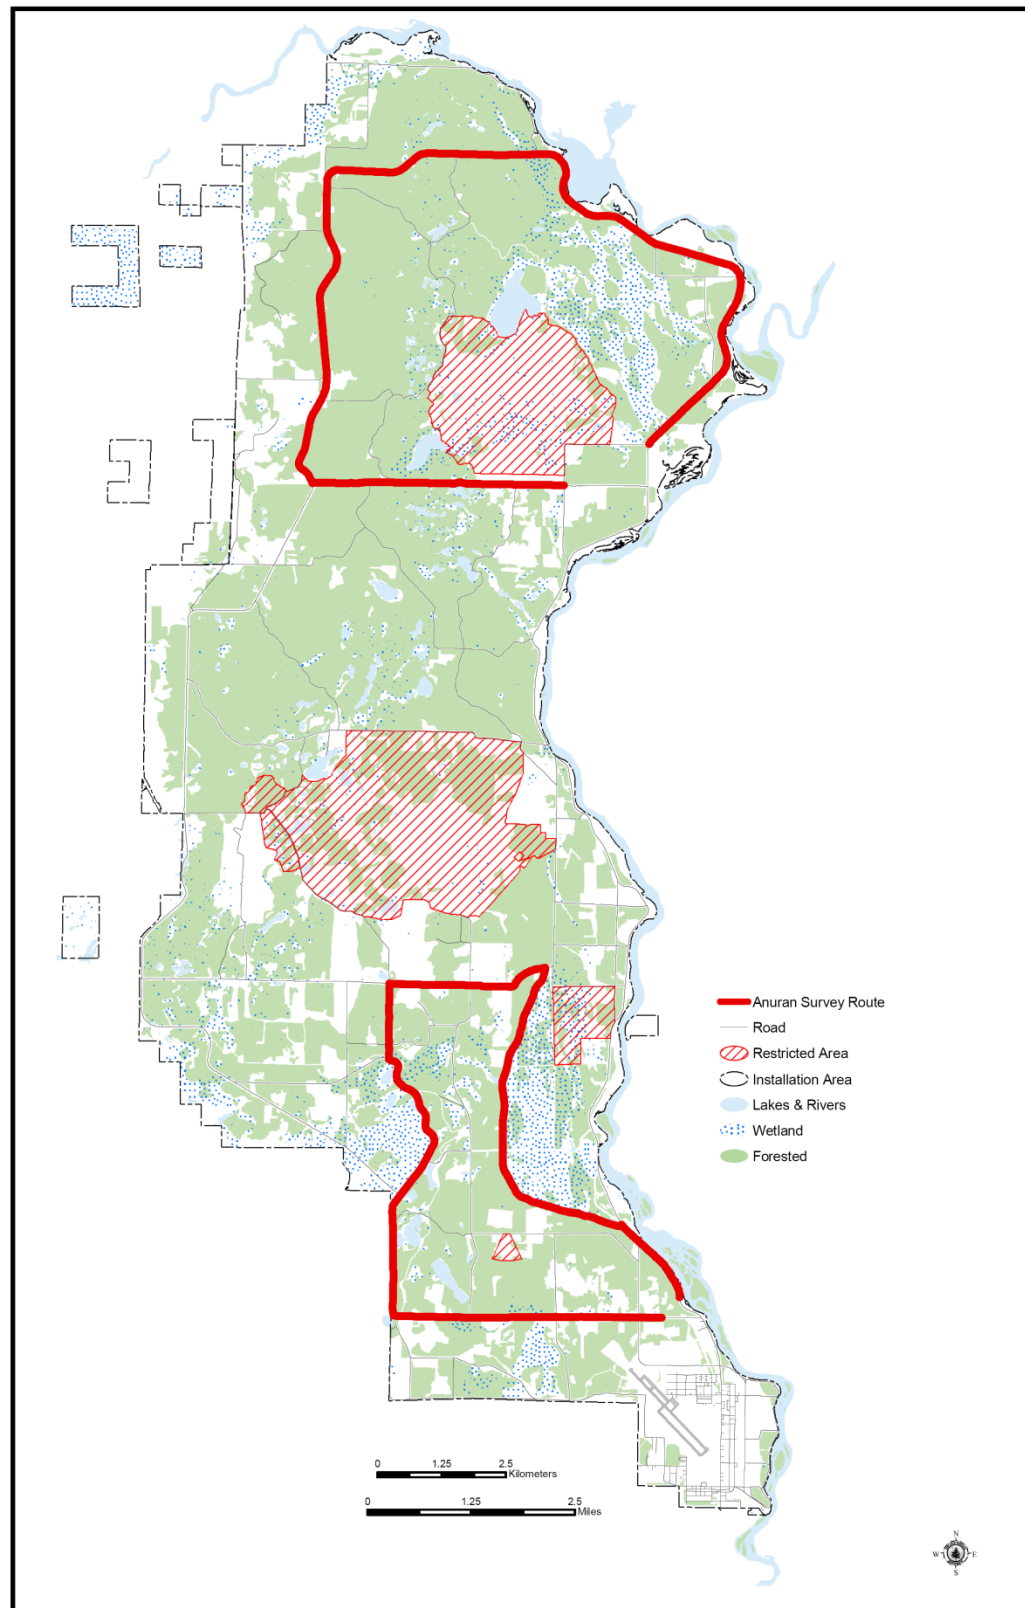 Anuran Survey Route
Road
Restricted Area
Installation Area
Lakes & Rivers
Wetland
Forested
0 1.25 2.5
Kilometers
0 1.25 2.5
Miles
N
W E
S